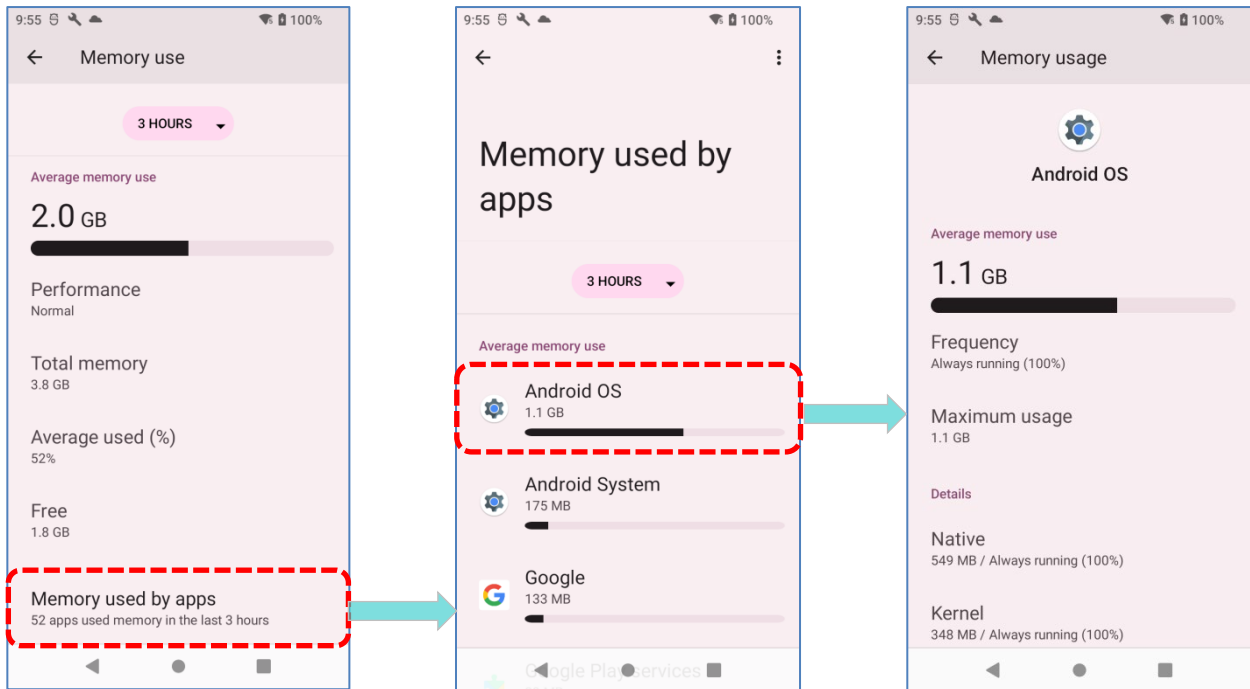 9:55 100%
Memory use
3 HOURS
Average memory use
2.0 GB
Performance
Normal
Total memory
3.8 GB
Average used (%)
52%
Free
1.8 GB
Memory used by apps
52 apps used memory in the last 3 hours
9:55 100%
Memory used by
apps
3 HOURS
Average memory use
Android OS
1.1 GB
Android System
175 MB
Google
133 MB
Google Play services
9:55 100%
Memory usage
Android OS
Average memory use
1.1 GB
Frequency
Always running (100%)
Maximum usage
1.1 GB
Details
Native
549 MB / Always running (100%)
Kernel
348 MB / Always running (100%)